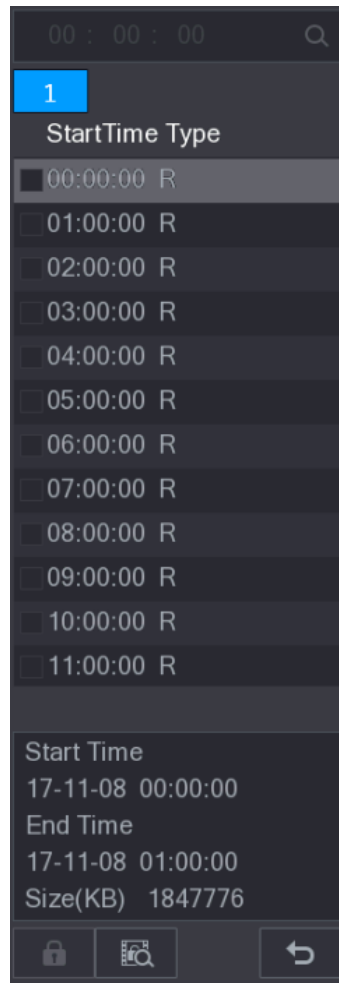 00 : 00 : 00
1
StartTime Type
00:00:00 R
01:00:00 R
02:00:00 R
03:00:00 R
04:00:00 R
05:00:00 R
06:00:00 R
07:00:00 R
08:00:00 R
09:00:00 R
10:00:00 R
11:00:00 R
Start Time
17-11-08 00:00:00
End Time
17-11-08 01:00:00
Size(KB) 1847776